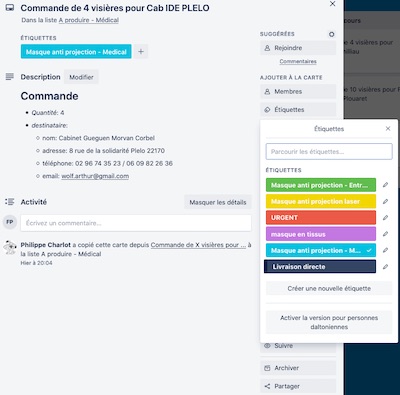 Commande de 4 visières pour Cab IDE PLELO
Dans la liste A produire - Médical
ÉTIQUETTES
Masque anti projection - Medical
+
Description
Modifier
Commande
Quantité: 4
destinataire:
nom: Cabinet Gueguen Morvan Corbel
adresse: 8 rue de la solidarité Plelo 22170
téléphone: 02 96 74 35 23 / 06 09 82 26 36
email: wolf.arthur@gmail.com
Activité
Masquer les détails
FP
Écrivez un commentaire...
Philippe Charlot a copié cette carte depuis Commande de X visières pour ... à
la liste A produire - Médical
Hier à 20:04
SUGGÉRÉES
Rejoindre
Commentaires
AJOUTER À LA CARTE
Membres
Étiquettes
Étiquettes
Parcourir les étiquettes...
ÉTIQUETTES
Masque anti projection - Entr...
Masque anti projection laser
URGENT
masque en tissus
Masque anti projection - M...
Livraison directe
Créer une nouvelle étiquette
Activer la version pour personnes
daltoniennes
Suivre
Archiver
Partager
de 4 visières pour
de 10 visières pour F
Plouaret